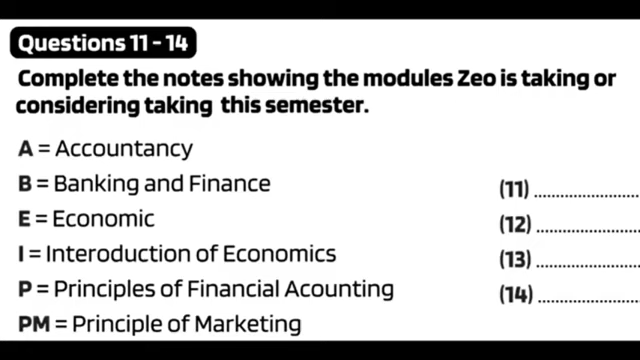 Questions 11 - 14
Complete the notes showing the modules Zeo is taking or
considering taking this semester.
A = Accountancy
B = Banking and Finance
(11) ....................
E = Economic
(12) ....................
I = Interoduction of Economics
(13) ....................
P = Principles of Financial Acounting
(14) ....................
PM = Principle of Marketing